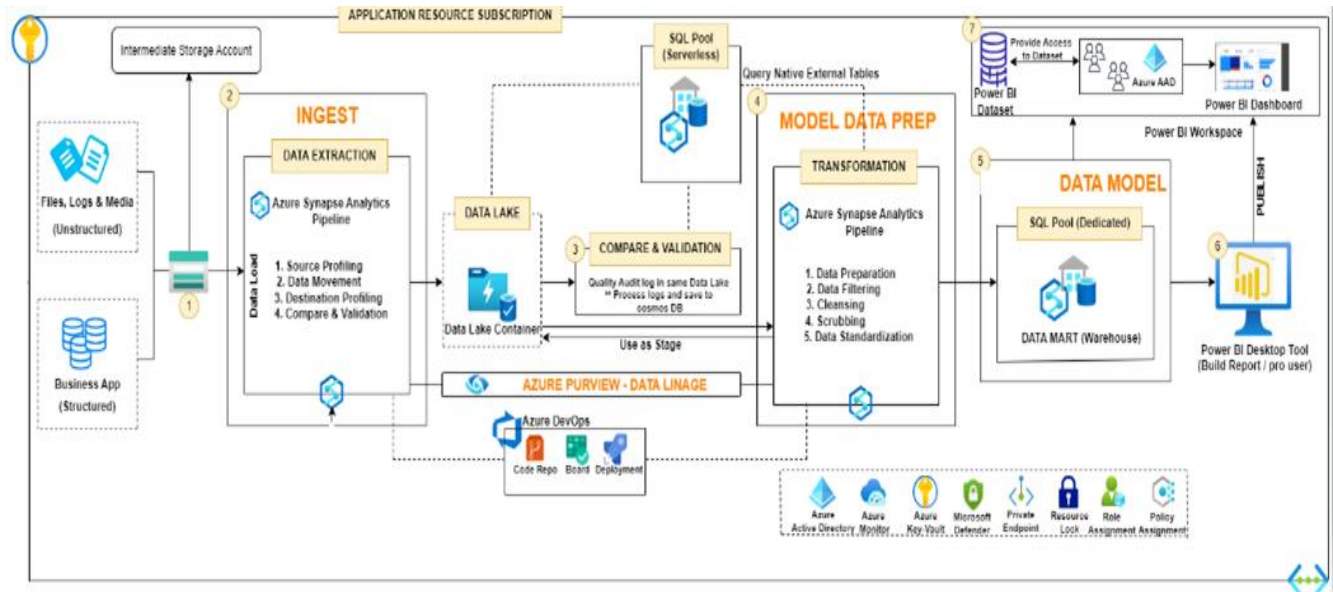 APPLICATION RESOURCE SUBSCRIPTION
Intermediate Storage Account
Files, Logs & Media
(Unstructured)
Business App
(Structured)
1
2
INGEST
DATA EXTRACTION
Azure Synapse Analytics
Pipeline
Data Load
1. Source Profiling
2. Data Movement
3. Destination Profiling
4. Compare & Validation
DATA LAKE
Data Lake Container
SQL Pool
(Serverless)
Query Native External Tables
3
COMPARE & VALIDATION
Quality Audit log in same Data Lake
** Process logs and save to
cosmos DB
Use as Stage
AZURE PURVIEW - DATA LINAGE
Azure DevOps
Code Repo
Board
Deployment
4
MODEL DATA PREP
TRANSFORMATION
Azure Synapse Analytics
Pipeline
1. Data Preparation
2. Data Filtering
3. Cleansing
4. Scrubbing
5. Data Standardization
5
DATA MODEL
SQL Pool (Dedicated)
DATA MART (Warehouse)
6
Power BI Desktop Tool
(Build Report / pro user)
PUBLISH
7
Power BI
Dataset
Provide Access
to Dataset
Azure AAD
Power BI Dashboard
Power BI Workspace
Azure
Active Directory
Azure
Monitor
Azure
Key Vault
Microsoft
Defender
Private
Endpoint
Resource
Lock
Role
Assignment
Policy
Assignment